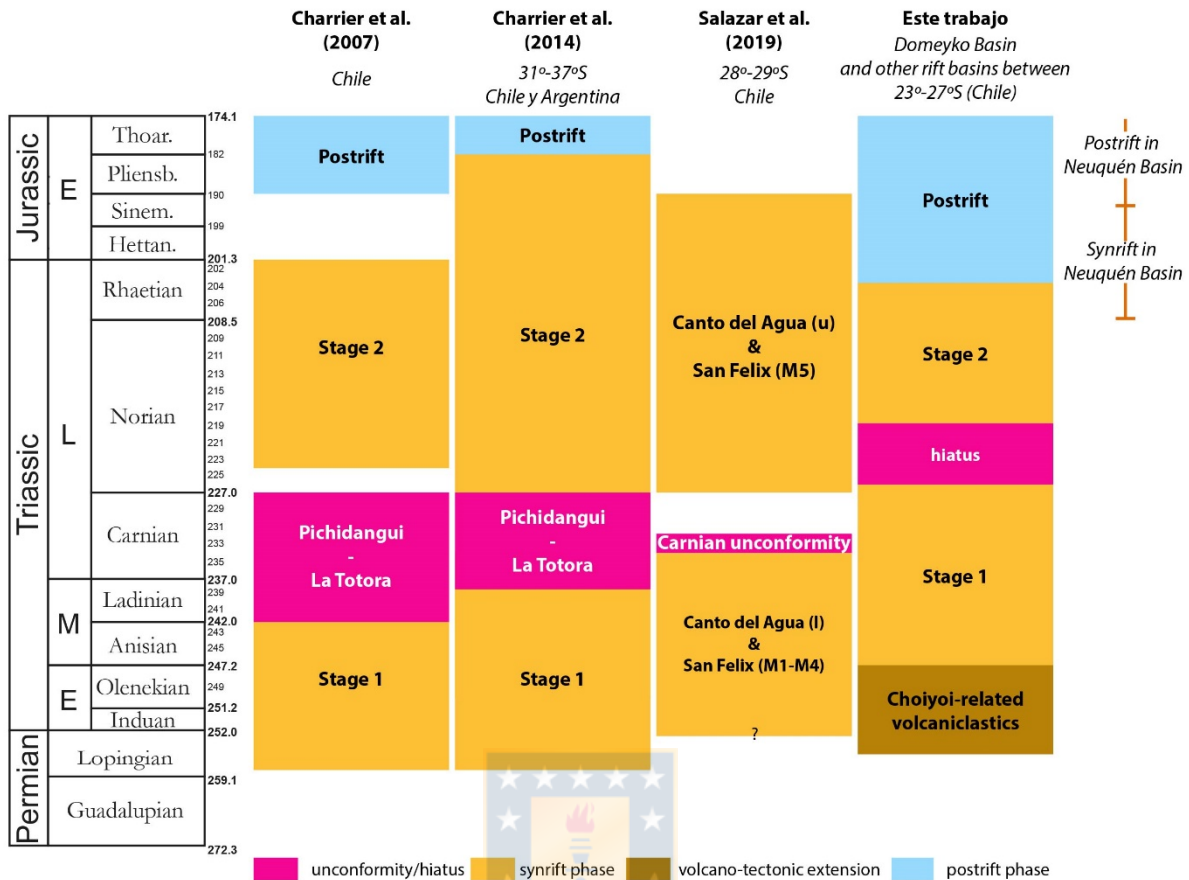 Charrier et al.
(2007)
Chile
Charrier et al.
(2014)
31º-37ºS
Chile y Argentina
Salazar et al.
(2019)
28º-29ºS
Chile
Este trabajo
Domeyko Basin
and other rift basins between
23º-27ºS (Chile)
Jurassic
E
Thoar.
Pliensb.
Sinem.
Hettan.
Triassic
L
Rhaetian
Norian
Carnian
M
Ladinian
Anisian
E
Olenekian
Induan
Permian
Lopingian
Guadalupian
174.1
182
190
199
201.3
202
204
206
208.5
209
211
213
215
217
219
221
223
225
227.0
229
231
233
235
237.0
239
241
242.0
243
245
247.2
249
251.2
252.0
259.1
272.3
Postrift
Stage 2
Pichidangui
-
La Totora
Stage 1
Postrift
Stage 2
Pichidangui
-
La Totora
Stage 1
Canto del Agua (u)
&
San Felix (M5)
Carnian unconformity
Canto del Agua (l)
&
San Felix (M1-M4)
?
Postrift
Stage 2
hiatus
Stage 1
Choiyoi-related
volcaniclastics
Postrift in
Neuquén Basin
Synrift in
Neuquén Basin
unconformity/hiatus
synrift phase
volcano-tectonic extension
postrift phase